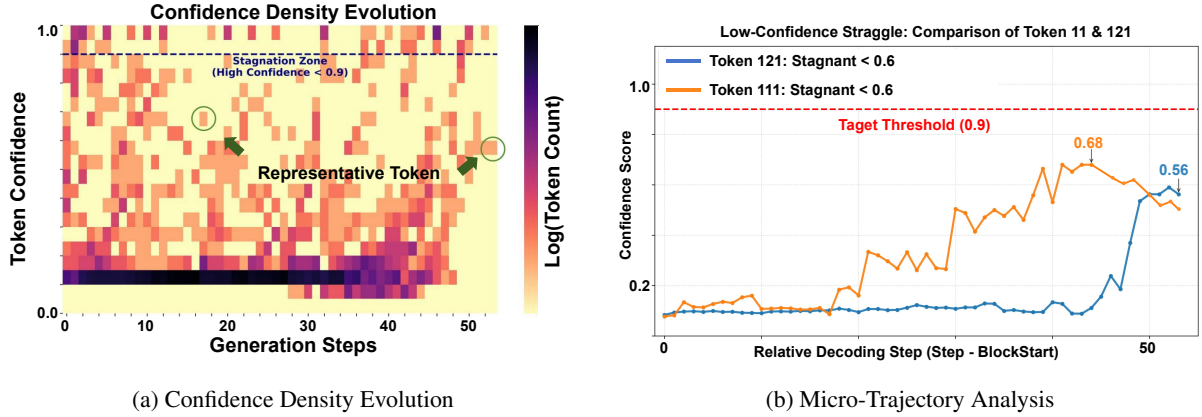 Confidence Density Evolution
1.0
Stagnation Zone
(High Confidence < 0.9)
Representative Token
Token Confidence
0.0
0
10
20
30
40
50
Generation Steps
Log(Token Count)
(a) Confidence Density Evolution
Low-Confidence Straggle: Comparison of Token 11 & 121
Token 121: Stagnant < 0.6
Token 111: Stagnant < 0.6
1.0
Taget Threshold (0.9)
0.68
0.56
Confidence Score
0.2
0
50
Relative Decoding Step (Step - BlockStart)
(b) Micro-Trajectory Analysis